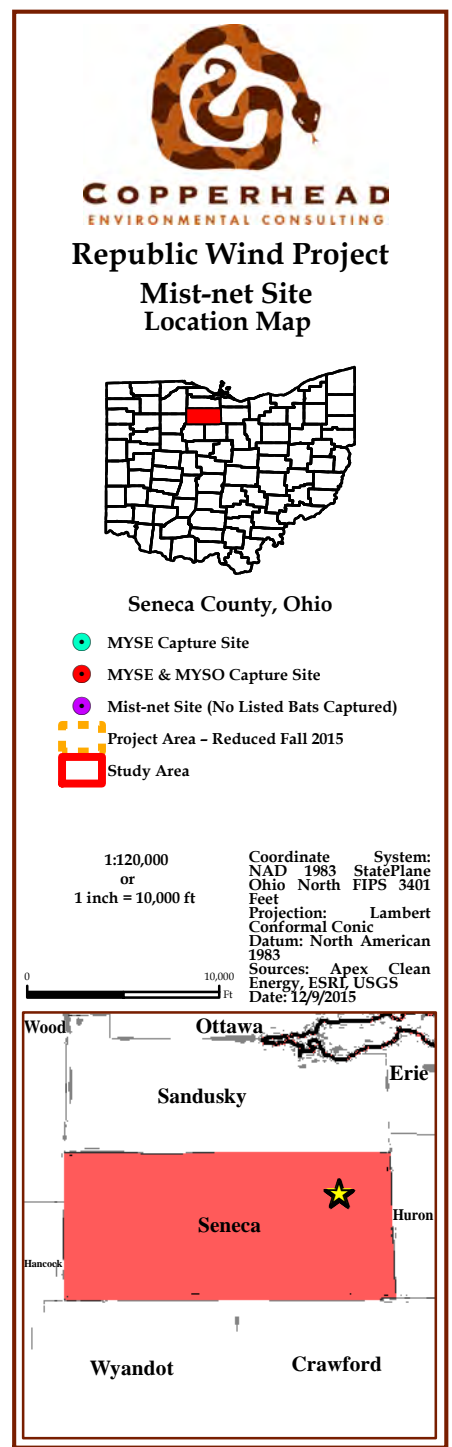 COPPERHEAD
ENVIRONMENTAL CONSULTING
Republic Wind Project
Mist-net Site
Location Map
Seneca County, Ohio
MYSE Capture Site
MYSE & MYSO Capture Site
Mist-net Site (No Listed Bats Captured)
Project Area – Reduced Fall 2015
Study Area
1:120,000
or
1 inch = 10,000 ft
Coordinate System:
NAD 1983 StatePlane
Ohio North FIPS 3401
Feet
Projection: Lambert
Conformal Conic
Datum: North American
1983
Sources: Apex Clean
Energy, ESRI, USGS
Date: 12/9/2015
0 10,000
Ft
Wood Ottawa
Erie
Sandusky
Seneca
Huron
Hancock
Wyandot Crawford